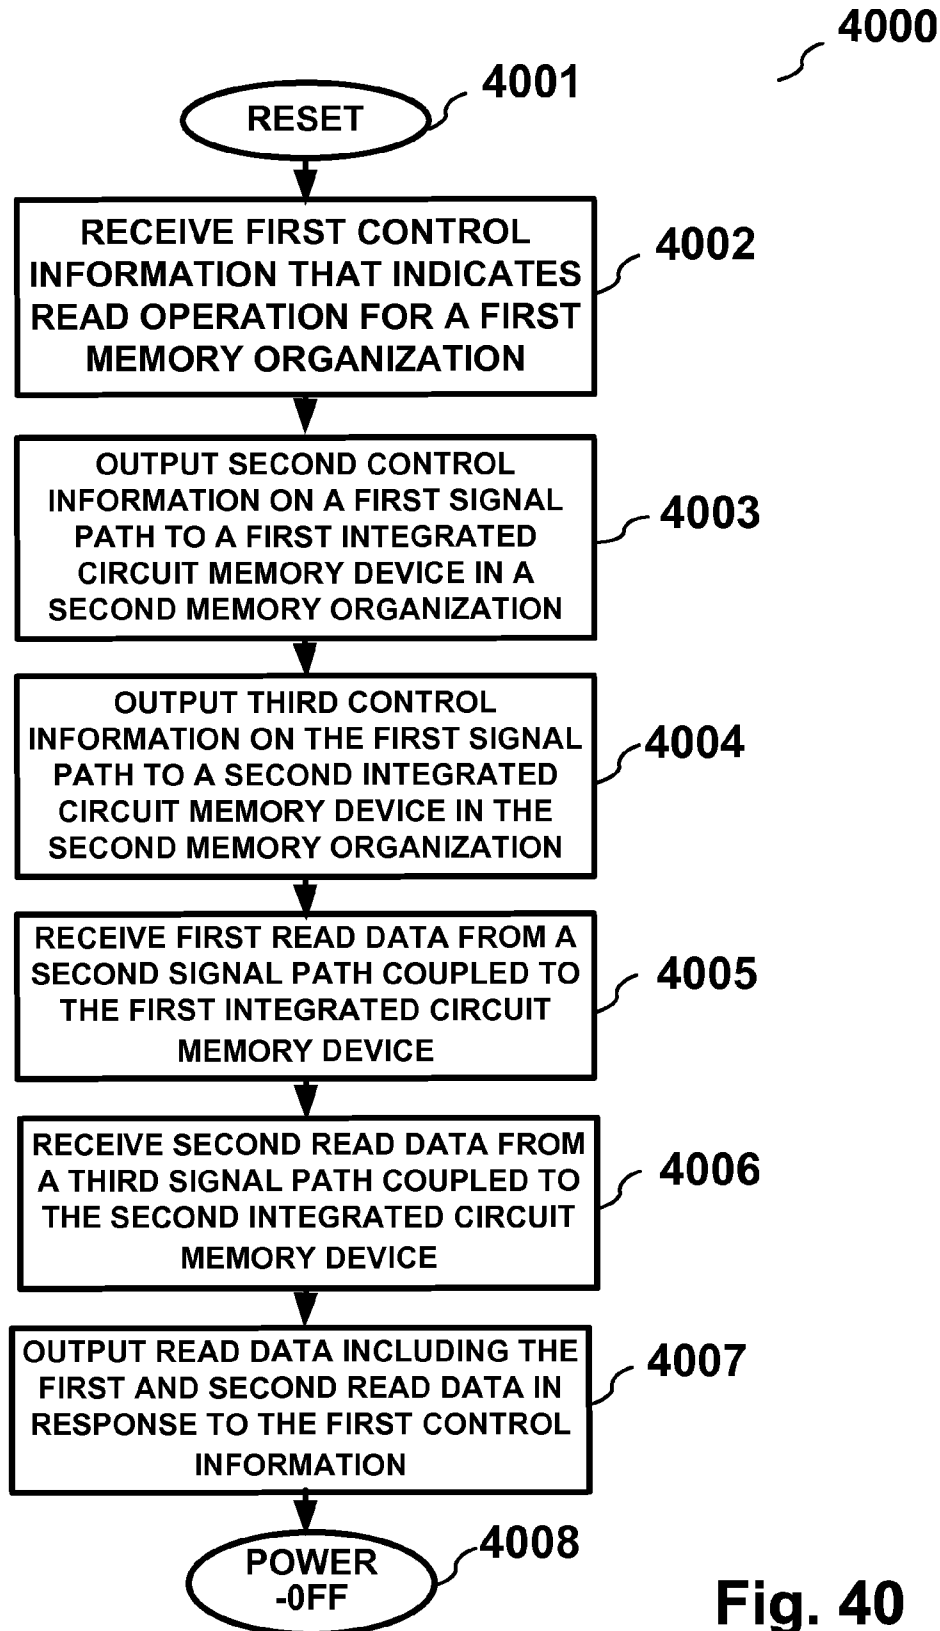 4000
4001
RESET
RECEIVE FIRST CONTROL
INFORMATION THAT INDICATES
READ OPERATION FOR A FIRST
MEMORY ORGANIZATION
4002
OUTPUT SECOND CONTROL
INFORMATION ON A FIRST SIGNAL
PATH TO A FIRST INTEGRATED
CIRCUIT MEMORY DEVICE IN A
SECOND MEMORY ORGANIZATION
4003
OUTPUT THIRD CONTROL
INFORMATION ON THE FIRST SIGNAL
PATH TO A SECOND INTEGRATED
CIRCUIT MEMORY DEVICE IN THE
SECOND MEMORY ORGANIZATION
4004
RECEIVE FIRST READ DATA FROM A
SECOND SIGNAL PATH COUPLED TO
THE FIRST INTEGRATED CIRCUIT
MEMORY DEVICE
4005
RECEIVE SECOND READ DATA FROM
A THIRD SIGNAL PATH COUPLED TO
THE SECOND INTEGRATED CIRCUIT
MEMORY DEVICE
4006
OUTPUT READ DATA INCLUDING THE
FIRST AND SECOND READ DATA IN
RESPONSE TO THE FIRST CONTROL
INFORMATION
4007
POWER
-0FF
4008
Fig. 40